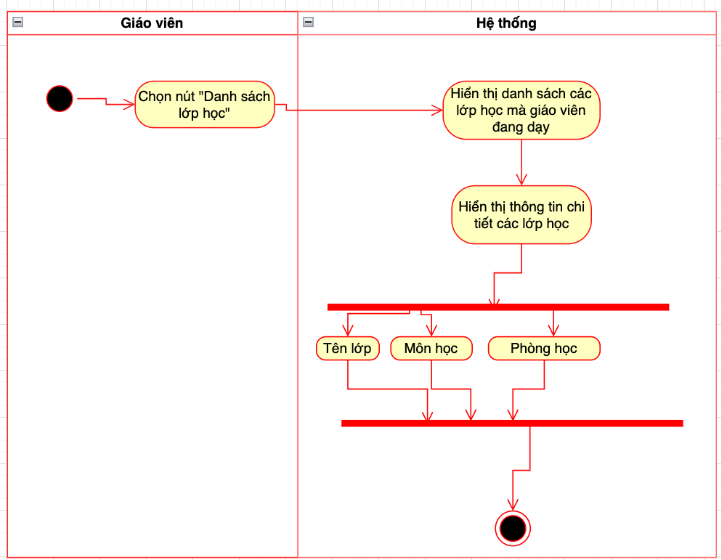 Giáo viên
Hệ thống
Chọn nút "Danh sách
lớp học"
Hiển thị danh sách các
lớp học mà giáo viên
đang dạy
Hiển thị thông tin chi
tiết các lớp học
Tên lớp
Môn học
Phòng học